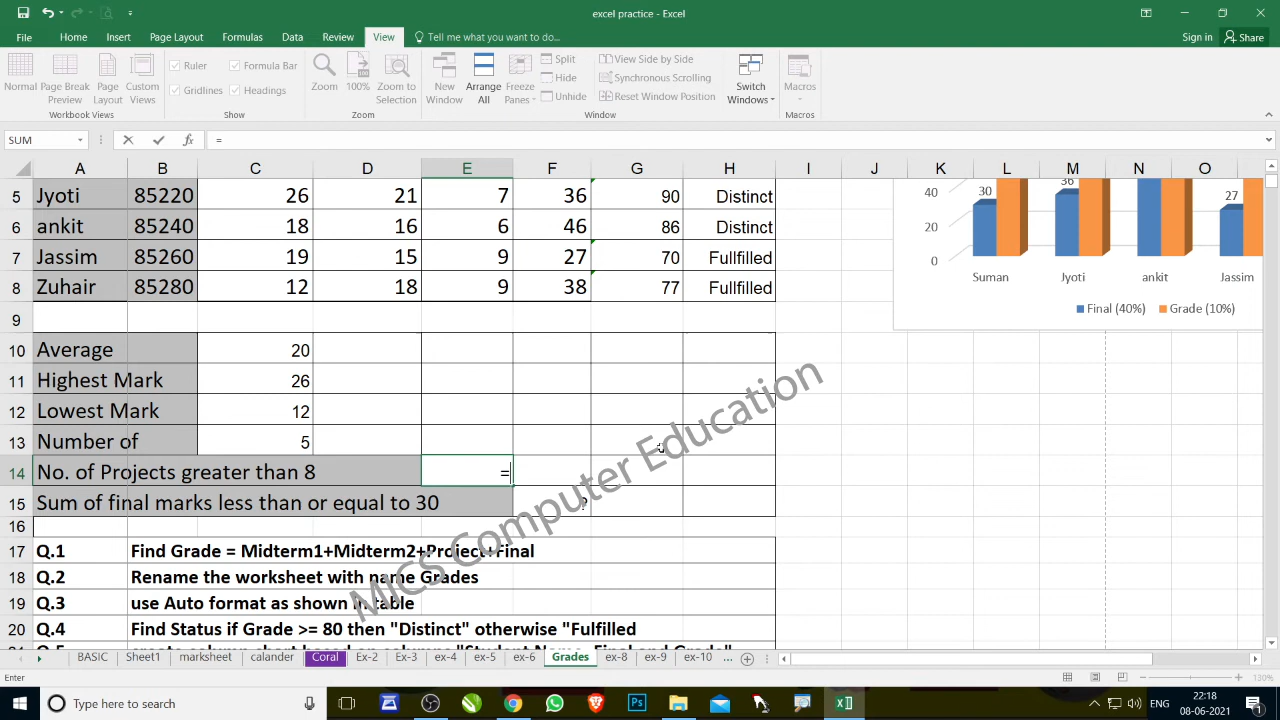 excel practice - Excel
Sign in Share
File Home Insert Page Layout Formulas Data Review View Tell me what you want to do...
Normal Page Break Preview Page Layout Custom Views
Workbook Views
Ruler Formula Bar
Gridlines Headings
Show
Zoom 100% Zoom to Selection
Zoom
New Window Arrange All Freeze Panes
Split
Hide
Unhide
View Side by Side
Synchronous Scrolling
Reset Window Position
Switch Windows
Window
Macros
Macros
SUM =
A B C D E F G H I J K L M N O
5 Jyoti 85220 26 21 7 36 90 Distinct
6 ankit 85240 18 16 6 46 86 Distinct
7 Jassim 85260 19 15 9 27 70 Fullfilled
8 Zuhair 85280 12 18 9 38 77 Fullfilled
9
10 Average 20
11 Highest Mark 26
12 Lowest Mark 12
13 Number of 5
14 No. of Projects greater than 8 =
15 Sum of final marks less than or equal to 30 ?
16
17 Q.1 Find Grade = Midterm1+Midterm2+Project+Final
18 Q.2 Rename the worksheet with name Grades
19 Q.3 use Auto format as shown in table
20 Q.4 Find Status if Grade >= 80 then "Distinct" otherwise "Fulfilled
40
20
0
30 36 27
Suman Jyoti ankit Jassim
Final (40%) Grade (10%)
MICS Computer Education
BASIC Sheet1 marksheet calander Coral Ex-2 Ex-3 ex-4 ex-5 ex-6 Grades ex-8 ex-9 ex-10 ...
Enter 130%
Type here to search
ENG
22:18
08-06-2021